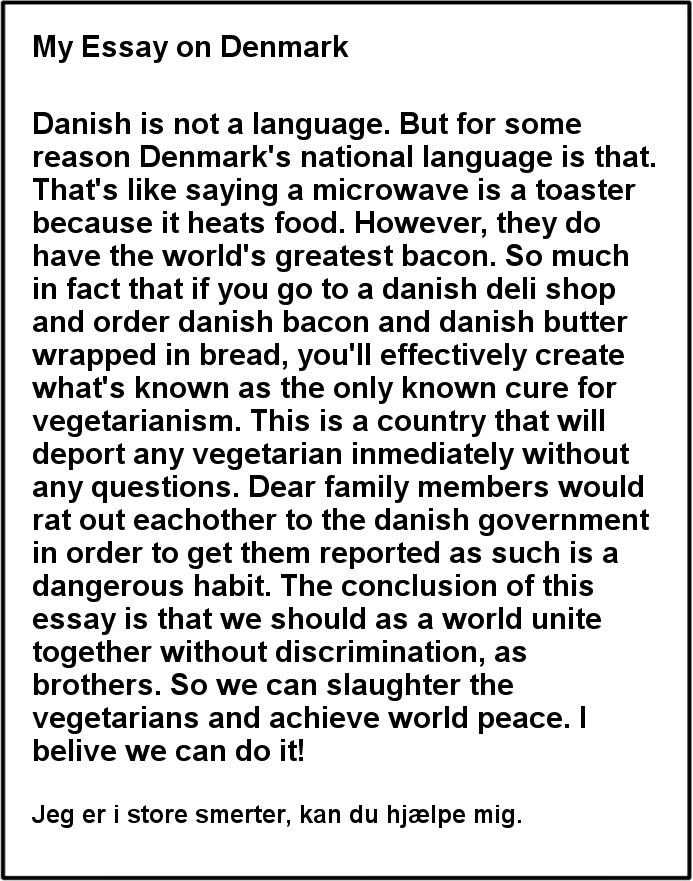 My Essay on Denmark
Danish is not a language. But for some
reason Denmark's national language is that.
That's like saying a microwave is a toaster
because it heats food. However, they do
have the world's greatest bacon. So much
in fact that if you go to a danish deli shop
and order danish bacon and danish butter
wrapped in bread, you'll effectively create
what's known as the only known cure for
vegetarianism. This is a country that will
deport any vegetarian inmediately without
any questions. Dear family members would
rat out eachother to the danish government
in order to get them reported as such is a
dangerous habit. The conclusion of this
essay is that we should as a world unite
together without discrimination, as
brothers. So we can slaughter the
vegetarians and achieve world peace. I
belive we can do it!
Jeg er i store smerter, kan du hjælpe mig.